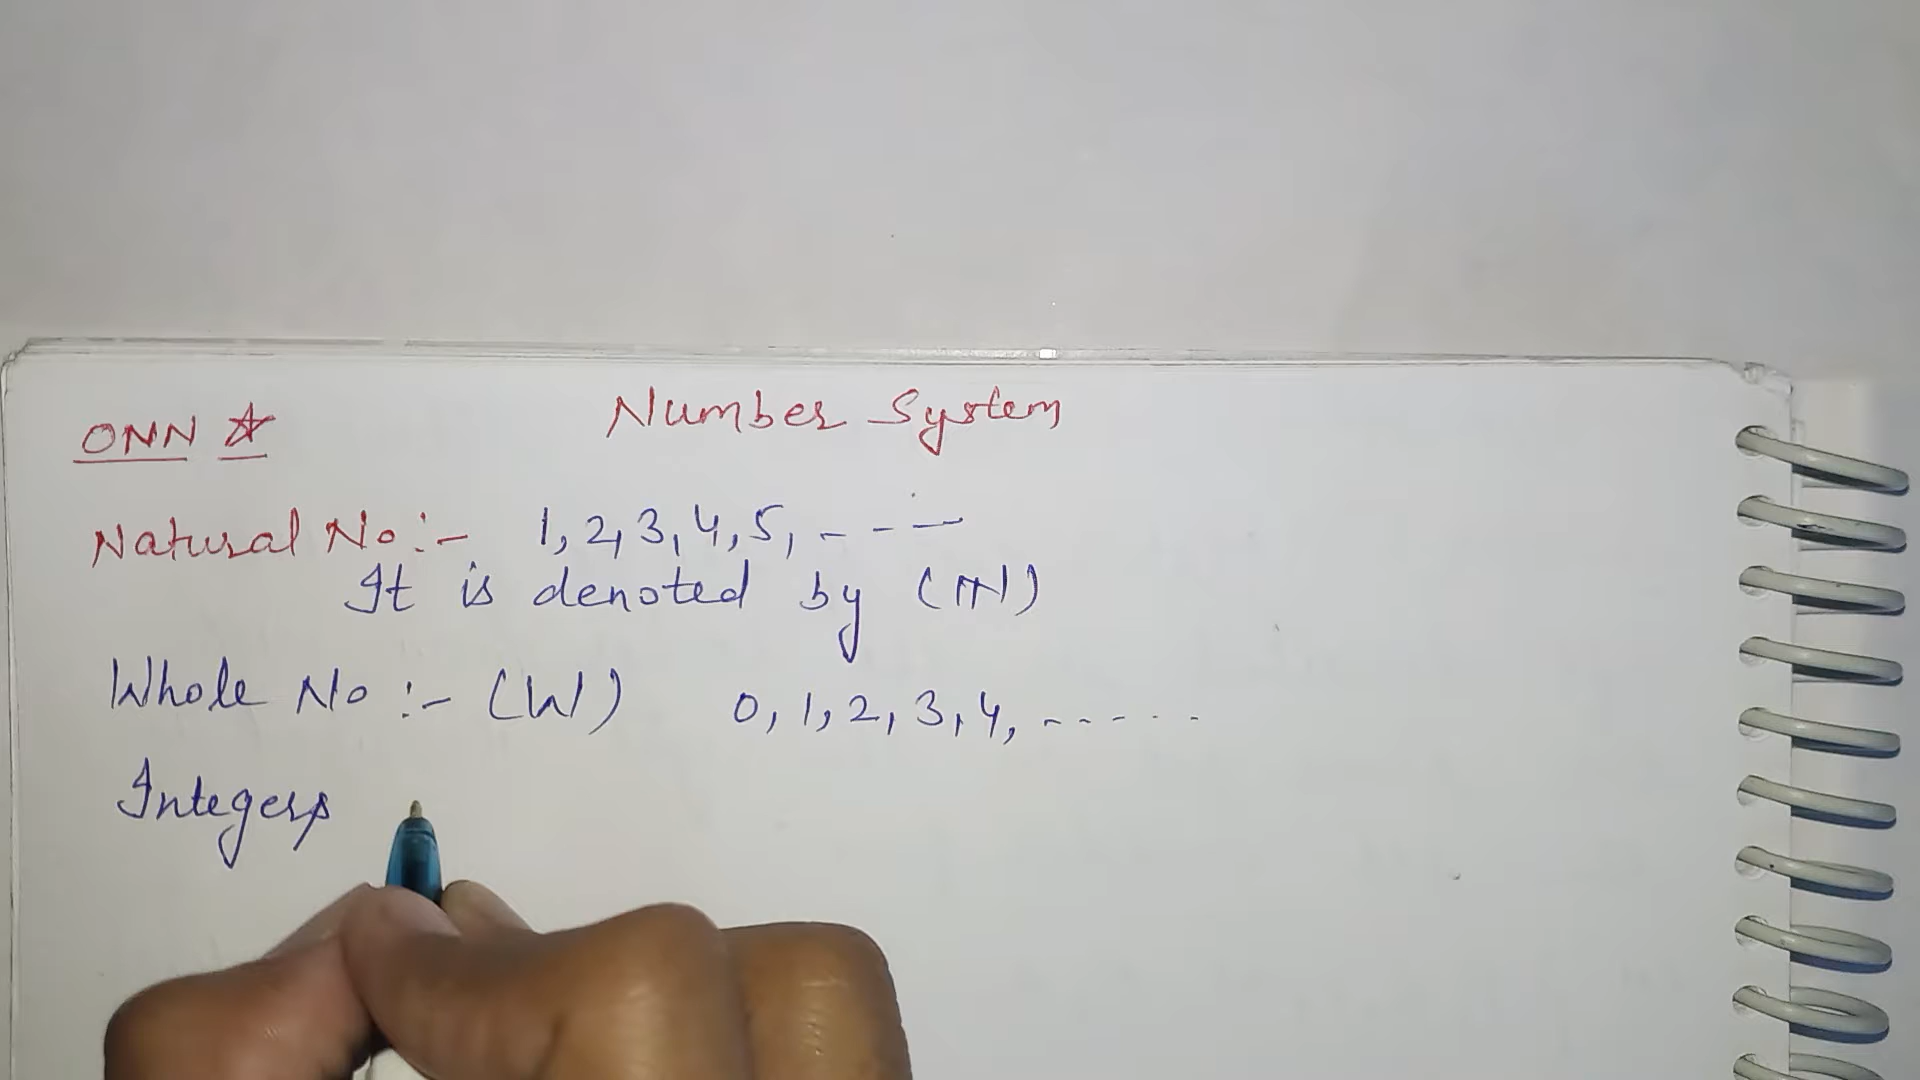 ONN ☆ Number System
Natural No :- 1, 2, 3, 4, 5, - - -
It is denoted by (N)
Whole No :- (W) 0, 1, 2, 3, 4, - - - - -
Integers